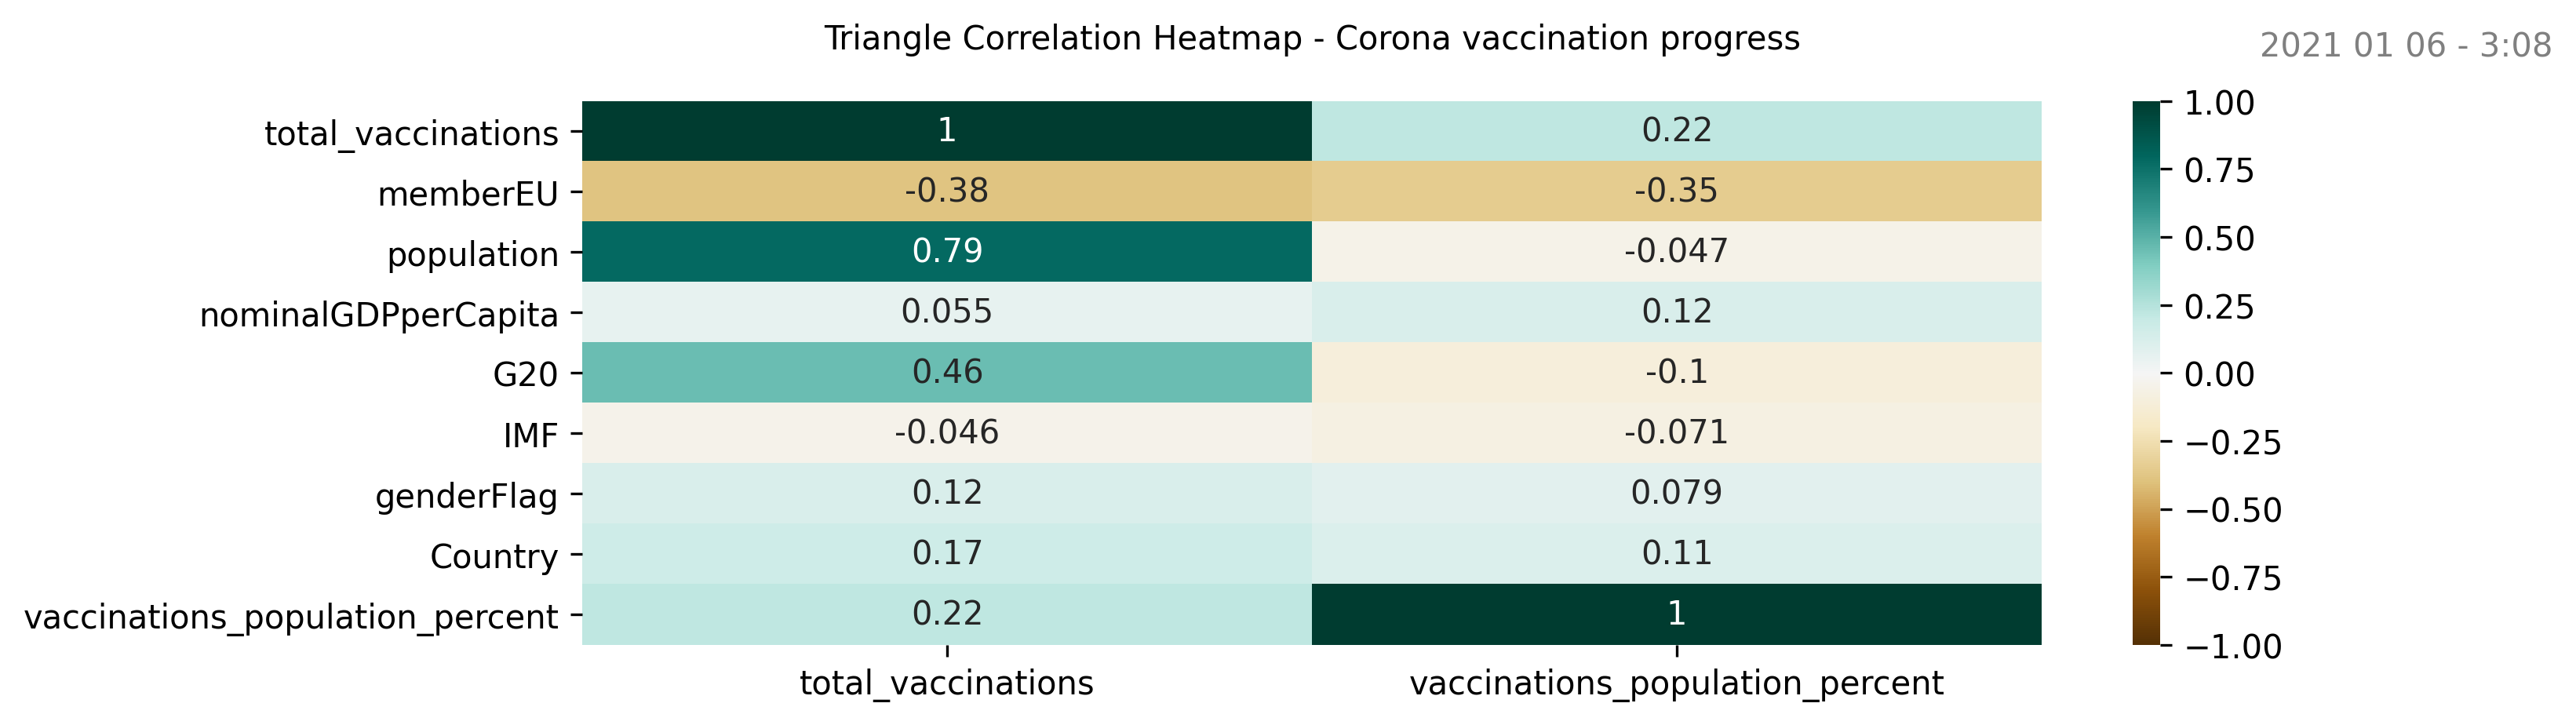 Triangle Correlation Heatmap - Corona vaccination progress
2021 01 06 - 3:08
total_vaccinations 1 0.22
memberEU -0.38 -0.35
population 0.79 -0.047
nominalGDPperCapita 0.055 0.12
G20 0.46 -0.1
IMF -0.046 -0.071
genderFlag 0.12 0.079
Country 0.17 0.11
vaccinations_population_percent 0.22 1
total_vaccinations vaccinations_population_percent
1.00
0.75
0.50
0.25
0.00
−0.25
−0.50
−0.75
−1.00